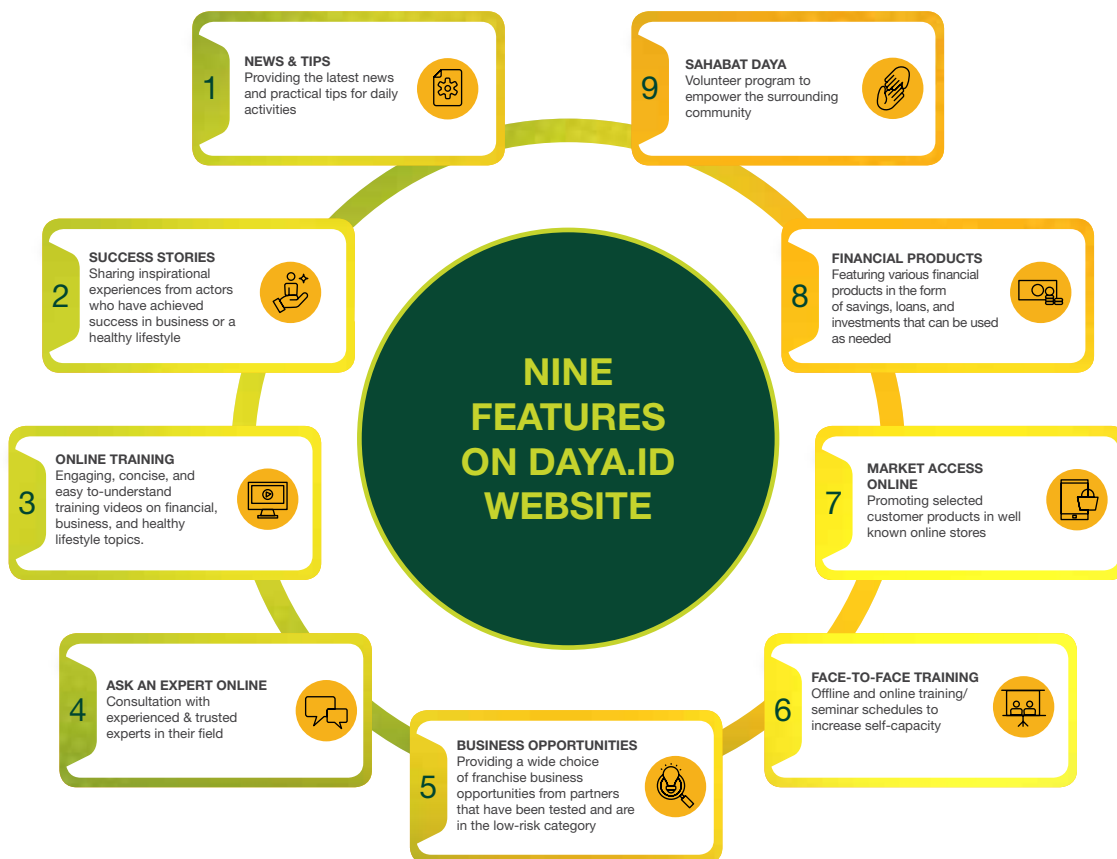 NINE
FEATURES
ON DAYA.ID
WEBSITE
1
NEWS & TIPS
Providing the latest news
and practical tips for daily
activities
2
SUCCESS STORIES
Sharing inspirational
experiences from actors
who have achieved
success in business or a
healthy lifestyle
3
ONLINE TRAINING
Engaging, concise, and
easy to-understand
training videos on financial,
business, and healthy
lifestyle topics.
4
ASK AN EXPERT ONLINE
Consultation with
experienced & trusted
experts in their field
5
BUSINESS OPPORTUNITIES
Providing a wide choice
of franchise business
opportunities from partners
that have been tested and are
in the low-risk category
6
FACE-TO-FACE TRAINING
Offline and online training/
seminar schedules to
increase self-capacity
7
MARKET ACCESS
ONLINE
Promoting selected
customer products in well
known online stores
8
FINANCIAL PRODUCTS
Featuring various financial
products in the form
of savings, loans, and
investments that can be used
as needed
9
SAHABAT DAYA
Volunteer program to
empower the surrounding
community